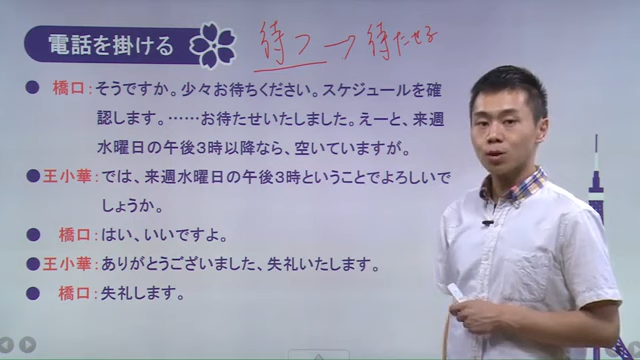 電話を掛ける
待つ→待たせる
橋口:そうですか。少々お待ちください。スケジュールを確
認します。……お待たせいたしました。えーと、来週
水曜日の午後3時以降なら、空いていますが。
王小華:では、来週水曜日の午後3時ということでよろしいで
しょうか。
橋口:はい、いいですよ。
王小華:ありがとうございました、失礼いたします。
橋口:失礼します。